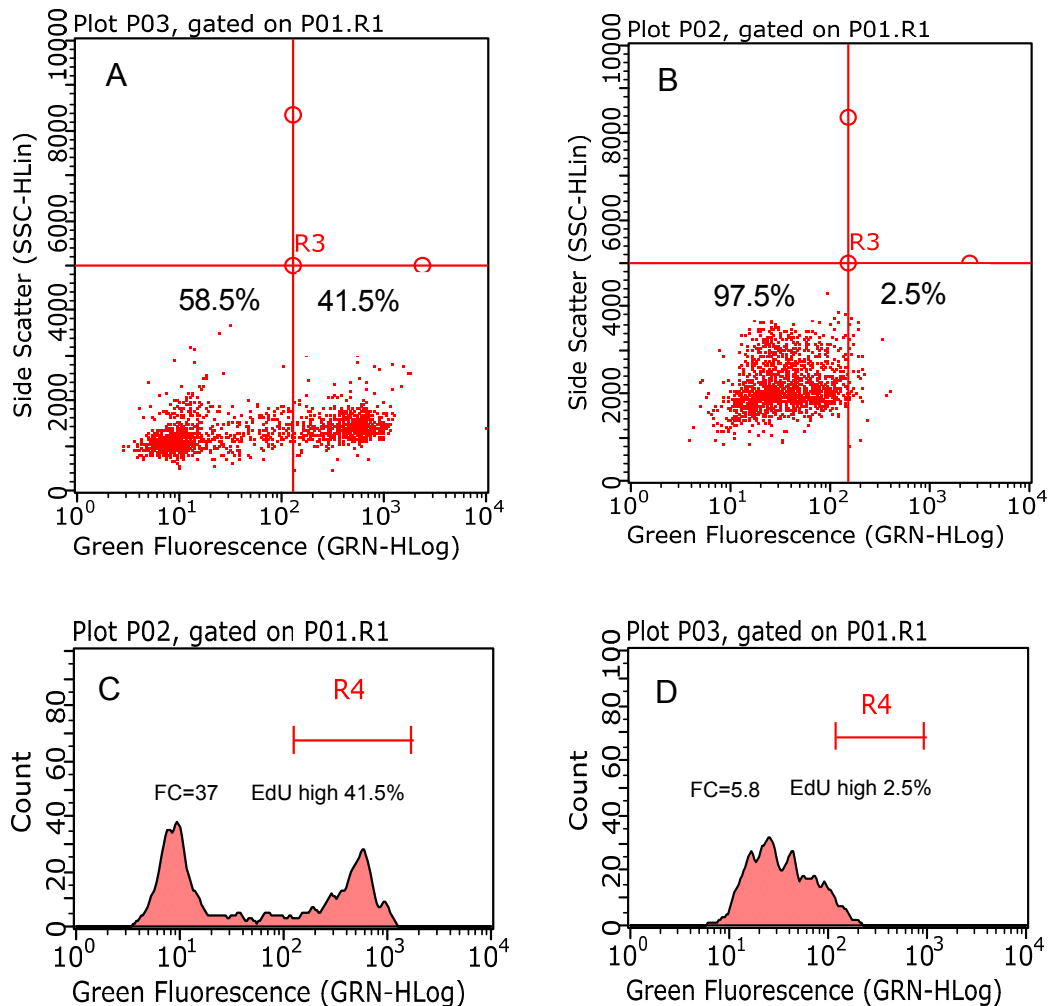 Plot P03, gated on P01.R1
A
Side Scatter (SSC-HLin)
10000
8000
6000
4000
2000
0
R3
58.5% 41.5%
10^0 10^1 10^2 10^3 10^4
Green Fluorescence (GRN-HLog)
Plot P02, gated on P01.R1
B
Side Scatter (SSC-HLin)
10000
8000
6000
4000
2000
0
R3
97.5% 2.5%
10^0 10^1 10^2 10^3 10^4
Green Fluorescence (GRN-HLog)
Plot P02, gated on P01.R1
C
Count
80
60
40
20
0
R4
FC=37 EdU high 41.5%
10^0 10^1 10^2 10^3 10^4
Green Fluorescence (GRN-HLog)
Plot P03, gated on P01.R1
D
Count
100
80
60
40
20
0
R4
FC=5.8 EdU high 2.5%
10^0 10^1 10^2 10^3 10^4
Green Fluorescence (GRN-HLog)